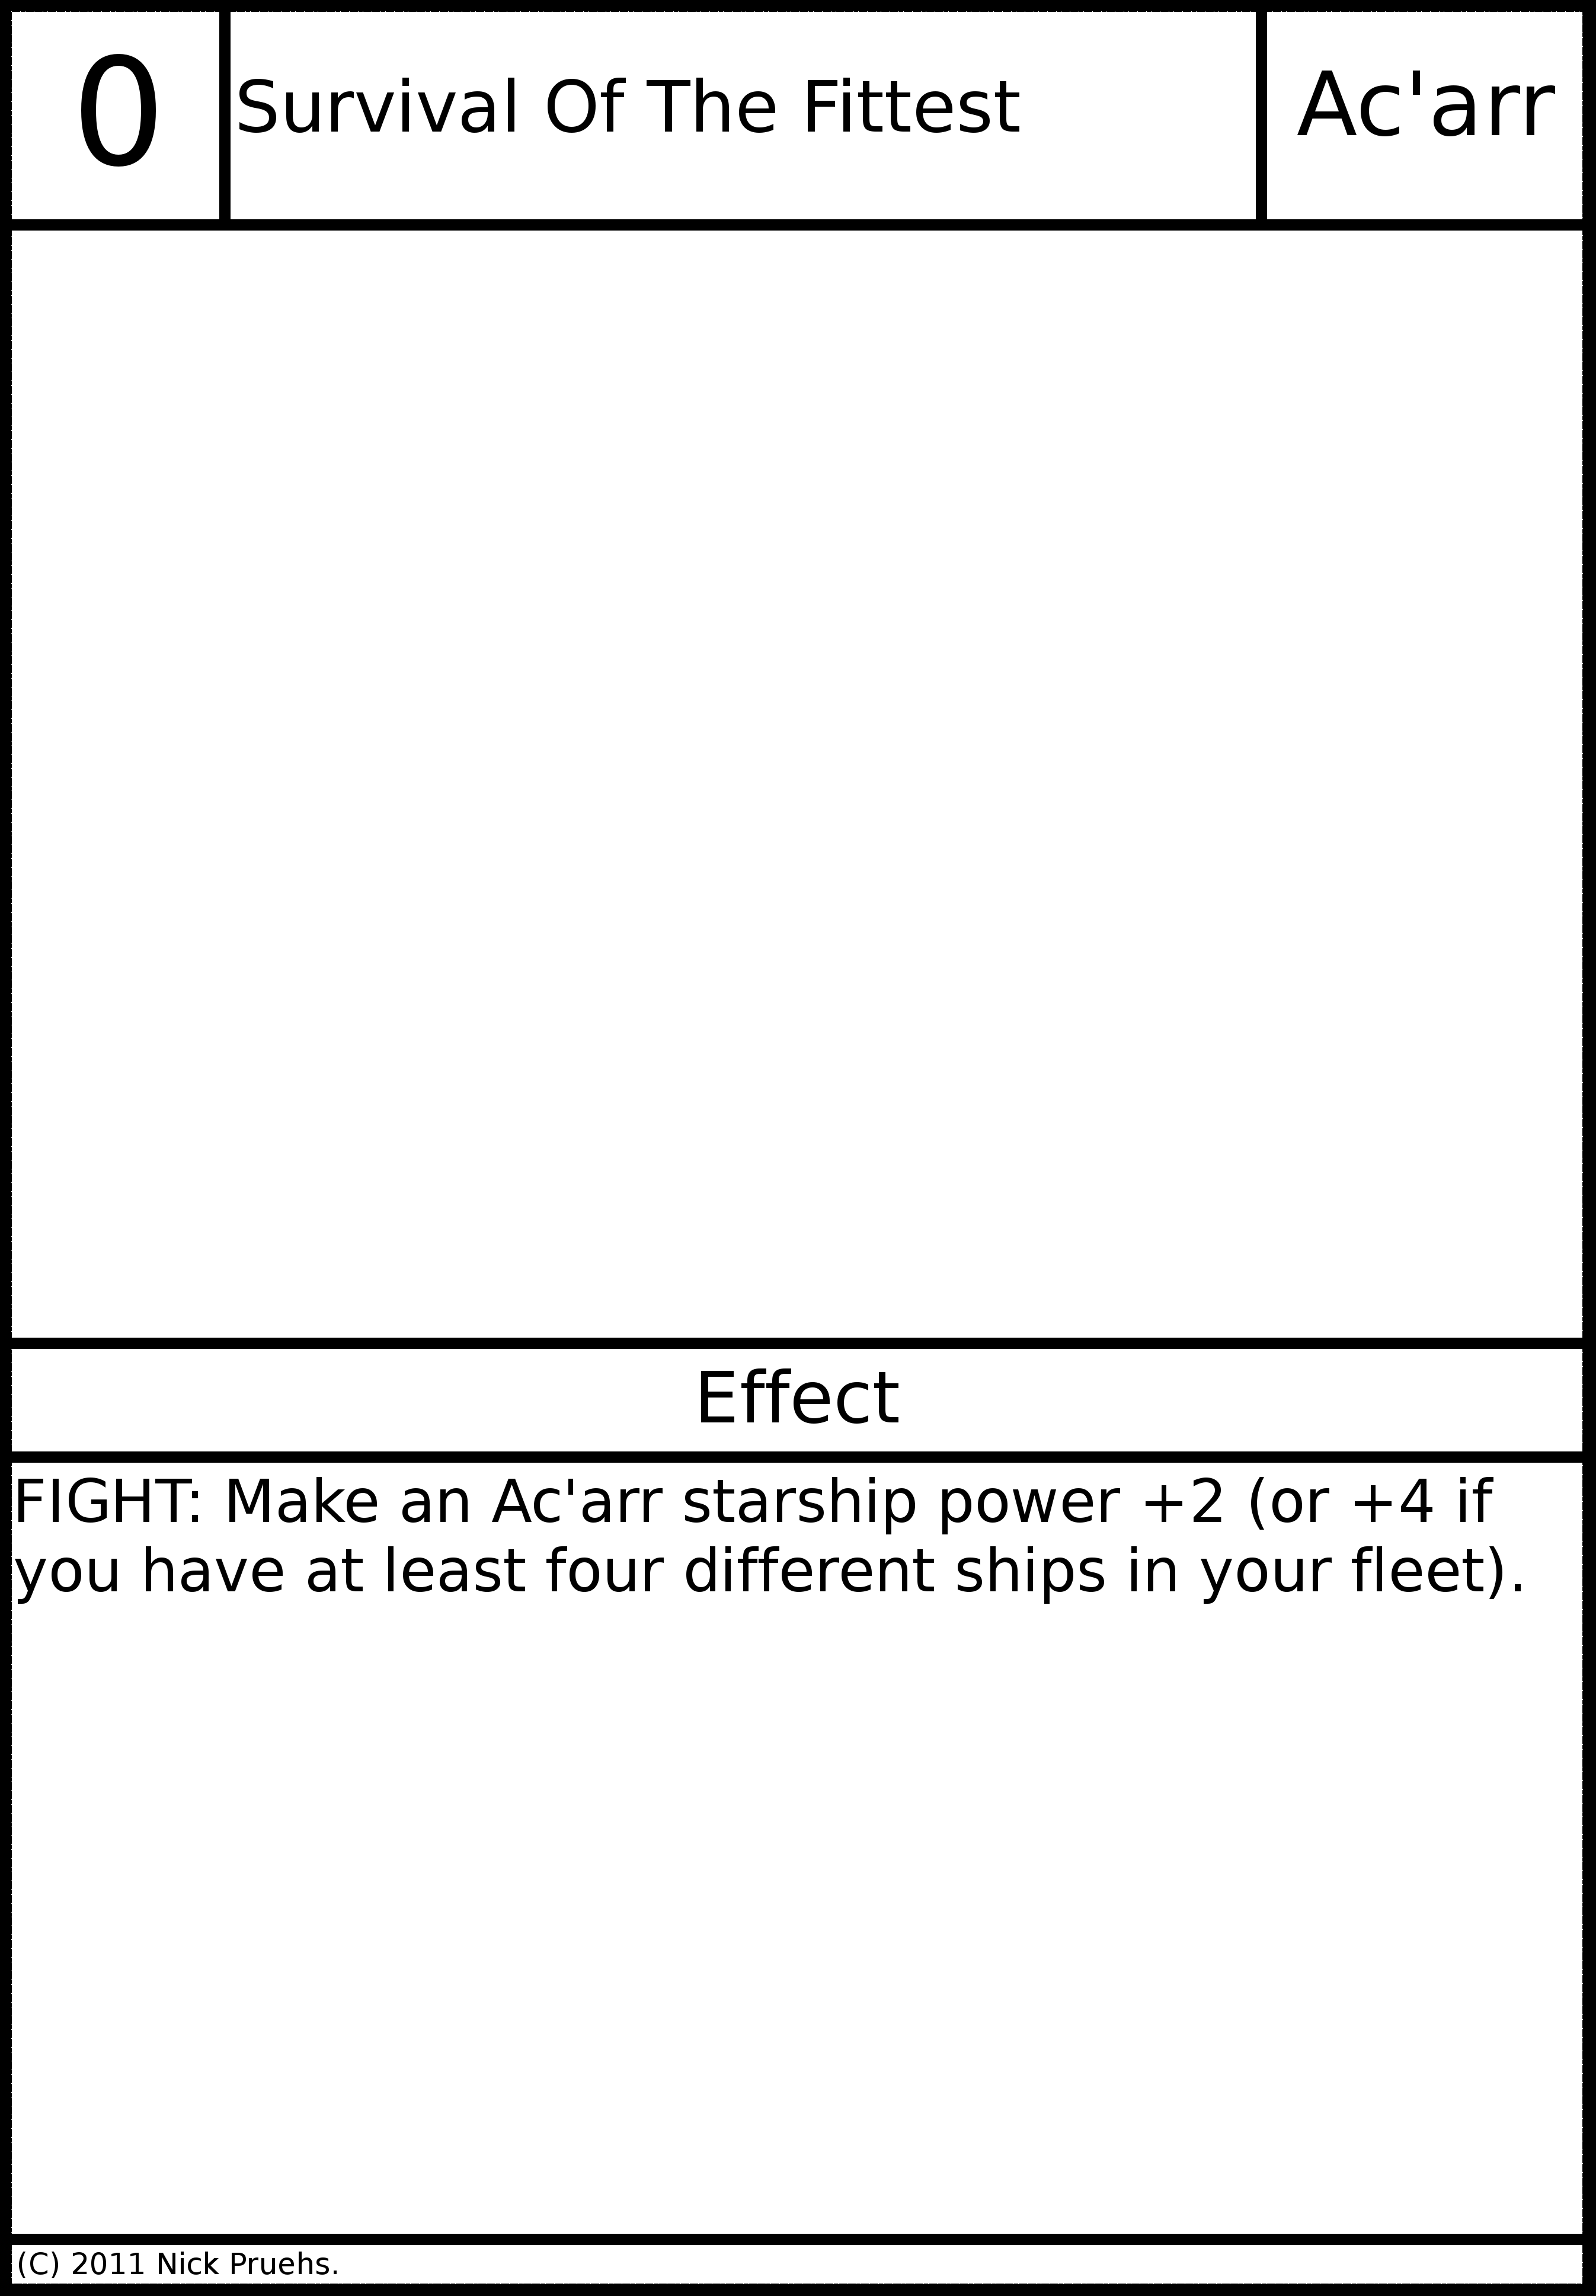 0
Survival Of The Fittest
Ac'arr
Effect
FIGHT: Make an Ac'arr starship power +2 (or +4 if
you have at least four different ships in your fleet).
(C) 2011 Nick Pruehs.